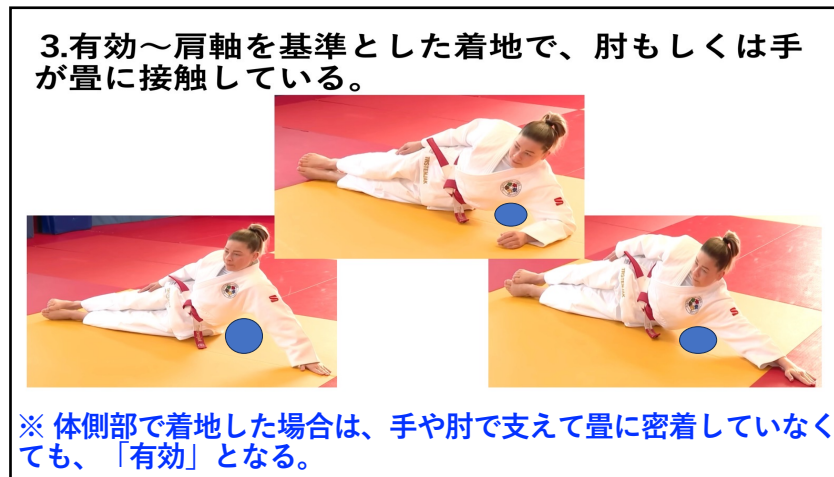 3.有効～肩軸を基準とした着地で、肘もしくは手
が畳に接触している。
※ 体側部で着地した場合は、手や肘で支えて畳に密着していなく
ても、「有効」となる。